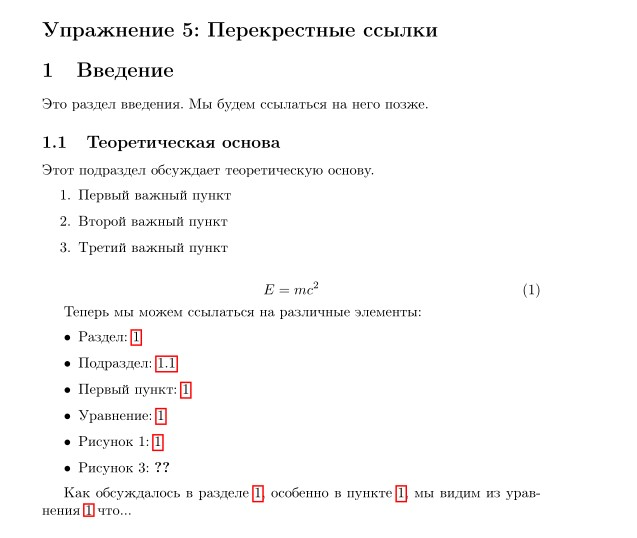 Упражнение 5: Перекрестные ссылки
1 Введение
Это раздел введения. Мы будем ссылаться на него позже.
1.1 Теоретическая основа
Этот подраздел обсуждает теоретическую основу.
1. Первый важный пункт
2. Второй важный пункт
3. Третий важный пункт
E = mc² (1)
Теперь мы можем ссылаться на различные элементы:
• Раздел: 1
• Подраздел: 1.1
• Первый пункт: 1
• Уравнение: 1
• Рисунок 1: 1
• Рисунок 3: ??
Как обсуждалось в разделе 1, особенно в пункте 1, мы видим из урав-
нения 1 что...